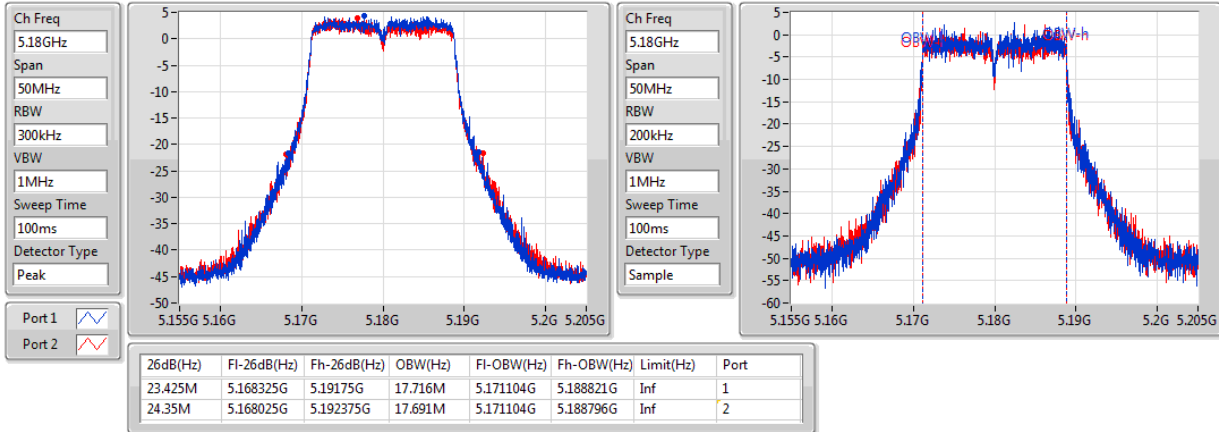 Ch Freq
5.18GHz
Span
50MHz
RBW
300kHz
VBW
1MHz
Sweep Time
100ms
Detector Type
Peak
Port 1
Port 2
5
0
-5
-10
-15
-20
-25
-30
-35
-40
-45
-50
5.155G 5.16G 5.17G 5.18G 5.19G 5.2G 5.205G
Ch Freq
5.18GHz
Span
50MHz
RBW
200kHz
VBW
1MHz
Sweep Time
100ms
Detector Type
Sample
5
0
-5
-10
-15
-20
-25
-30
-35
-40
-45
-50
-55
-60
OBW-h
5.155G 5.16G 5.17G 5.18G 5.19G 5.2G 5.205G
26dB(Hz) Fl-26dB(Hz) Fh-26dB(Hz) OBW(Hz) Fl-OBW(Hz) Fh-OBW(Hz) Limit(Hz) Port
23.425M 5.168325G 5.19175G 17.716M 5.171104G 5.188821G Inf 1
24.35M 5.168025G 5.192375G 17.691M 5.171104G 5.188796G Inf 2